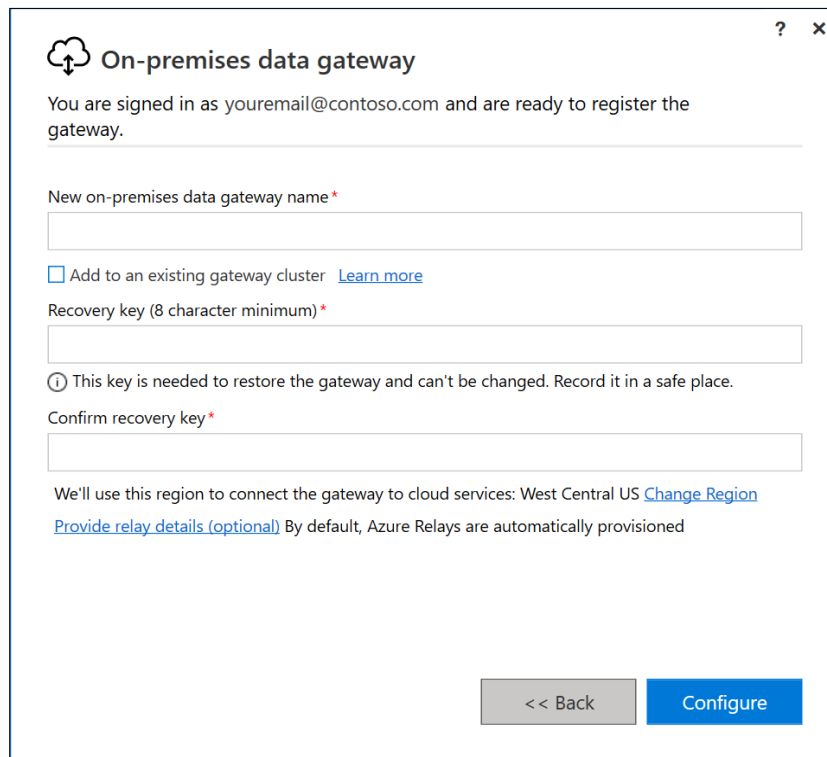 ? ×
On-premises data gateway
You are signed in as youremail@contoso.com and are ready to register the
gateway.
New on-premises data gateway name*
Add to an existing gateway cluster Learn more
Recovery key (8 character minimum)*
This key is needed to restore the gateway and can't be changed. Record it in a safe place.
Confirm recovery key*
We'll use this region to connect the gateway to cloud services: West Central US Change Region
Provide relay details (optional) By default, Azure Relays are automatically provisioned
<< Back Configure